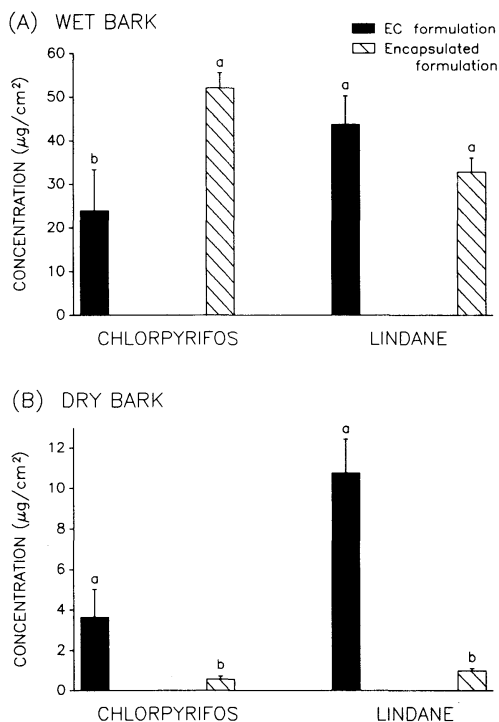 (A) WET BARK
EC formulation
Encapsulated
formulation
CONCENTRATION (μg/cm²)
60
50
40
30
20
10
0
b
a
a
a
CHLORPYRIFOS LINDANE
(B) DRY BARK
CONCENTRATION (μg/cm²)
12
10
8
6
4
2
0
a
b
a
b
CHLORPYRIFOS LINDANE